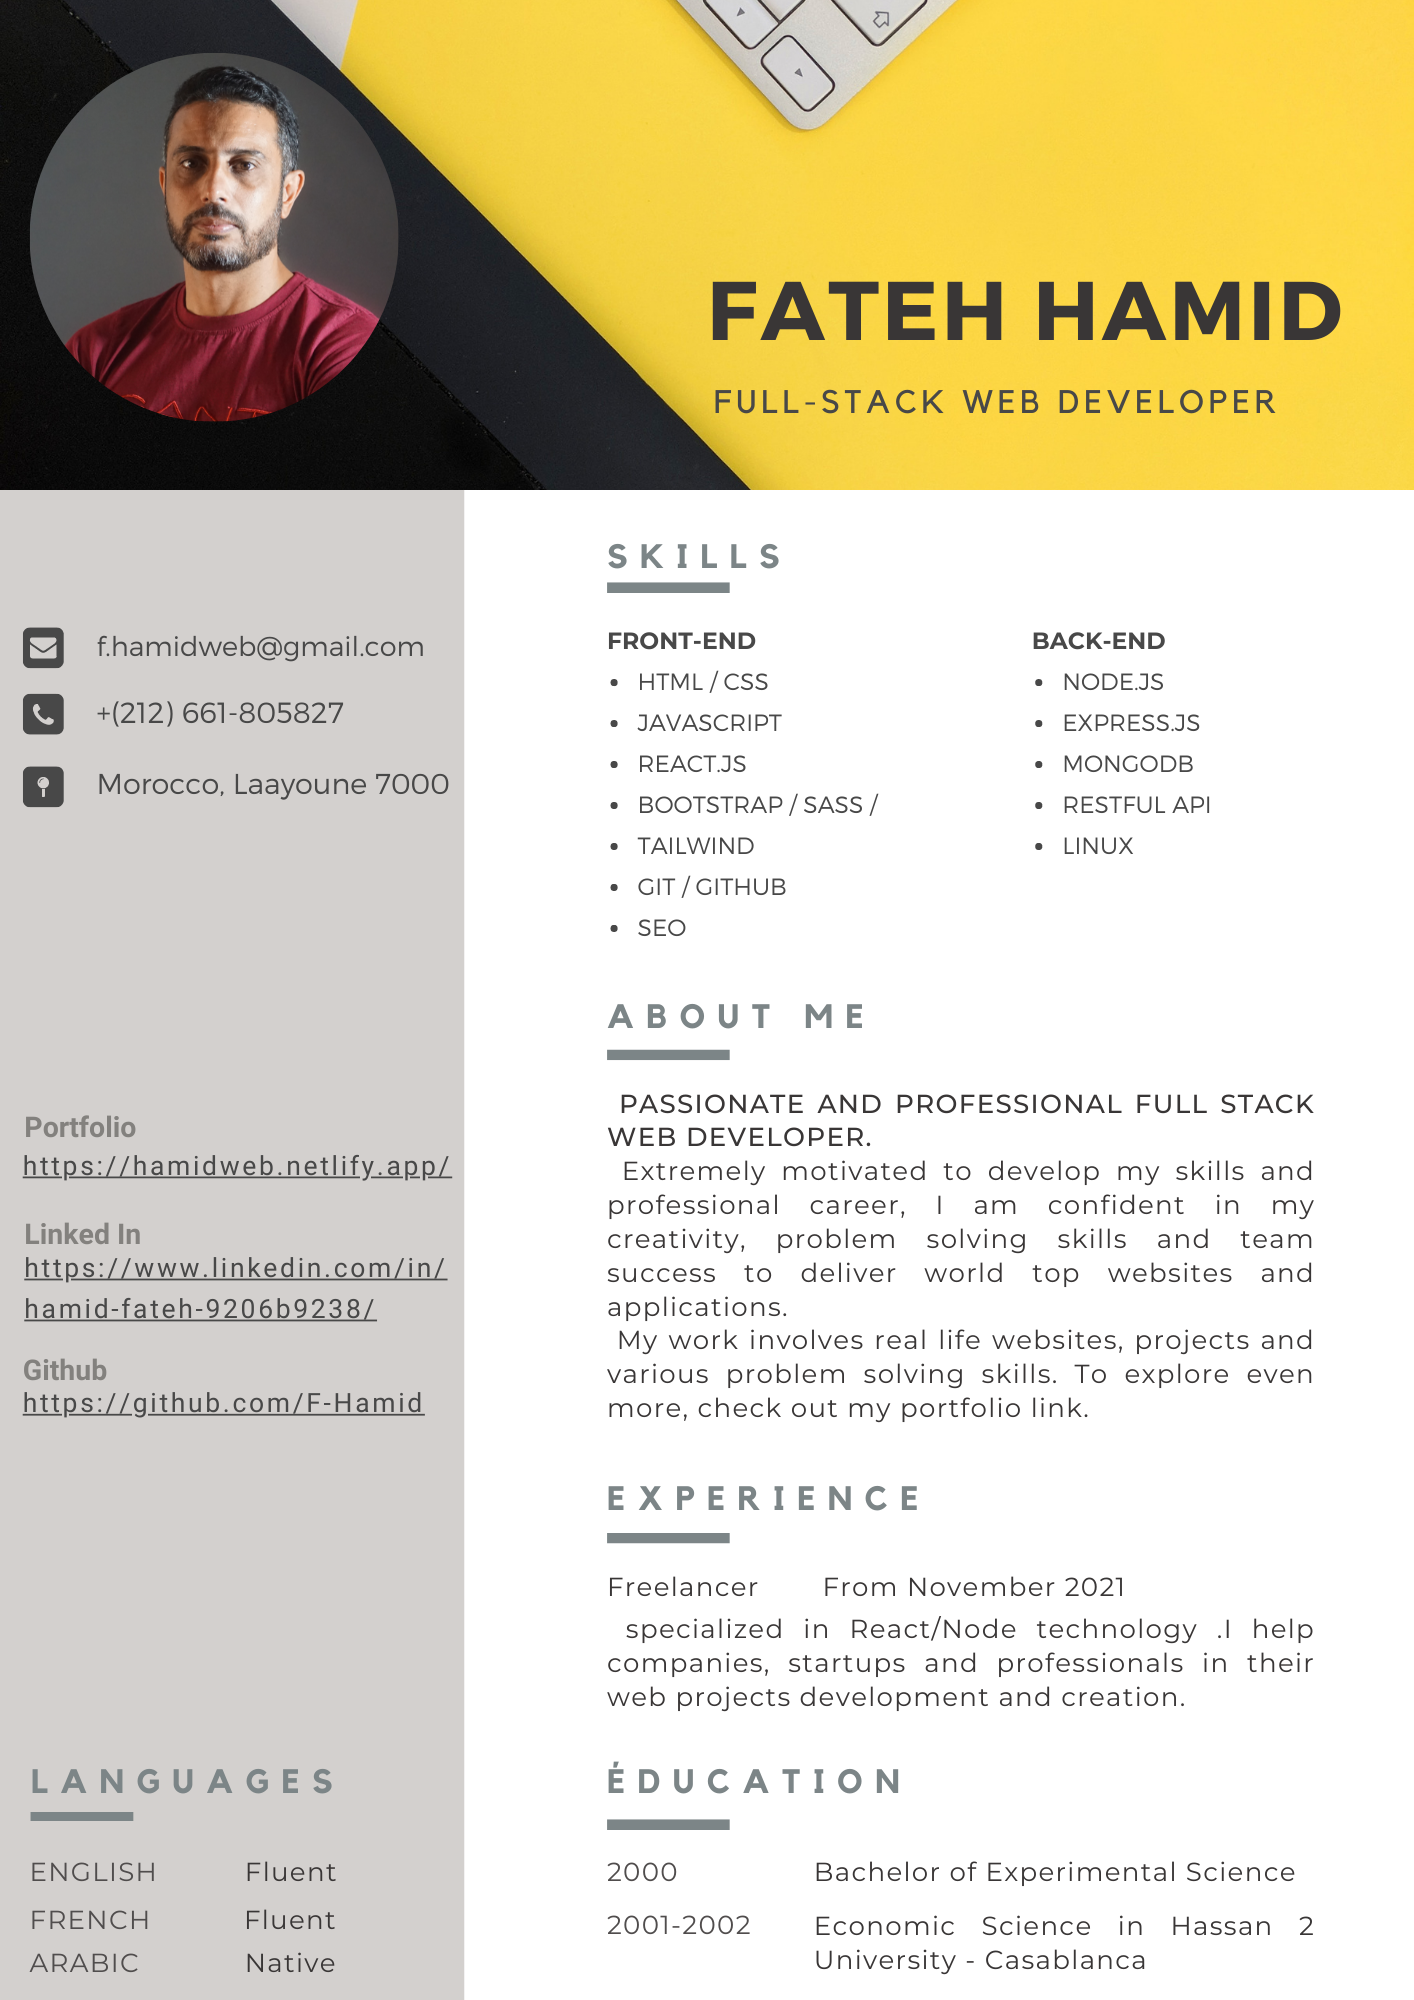 FATEH HAMID
FULL-STACK WEB DEVELOPER
f.hamidweb@gmail.com
+(212) 661-805827
Morocco, Laayoune 7000
Portfolio
https://hamidweb.netlify.app/
Linked In
https://www.linkedin.com/in/
hamid-fateh-9206b9238/
Github
https://github.com/F-Hamid
LANGUAGES
ENGLISH Fluent
FRENCH Fluent
ARABIC Native
SKILLS
FRONT-END
• HTML / CSS
• JAVASCRIPT
• REACT.JS
• BOOTSTRAP / SASS /
• TAILWIND
• GIT / GITHUB
• SEO
BACK-END
• NODE.JS
• EXPRESS.JS
• MONGODB
• RESTFUL API
• LINUX
ABOUT ME
PASSIONATE AND PROFESSIONAL FULL STACK
WEB DEVELOPER.
Extremely motivated to develop my skills and
professional career, I am confident in my
creativity, problem solving skills and team
success to deliver world top websites and
applications.
My work involves real life websites, projects and
various problem solving skills. To explore even
more, check out my portfolio link.
EXPERIENCE
Freelancer From November 2021
specialized in React/Node technology .I help
companies, startups and professionals in their
web projects development and creation.
ÉDUCATION
2000 Bachelor of Experimental Science
2001-2002 Economic Science in Hassan 2
University - Casablanca